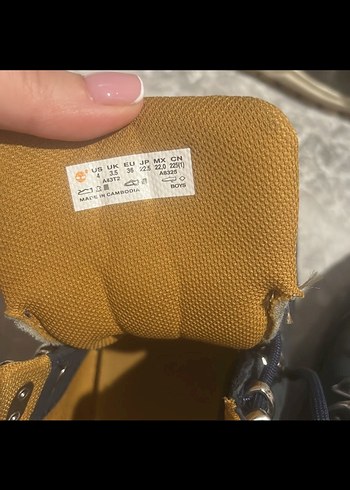 US UK EU JP MX CN
4 3.5 36 22.5 22.0 225(1)
A43T2 A8328
BOYS
MADE IN CAMBODIA